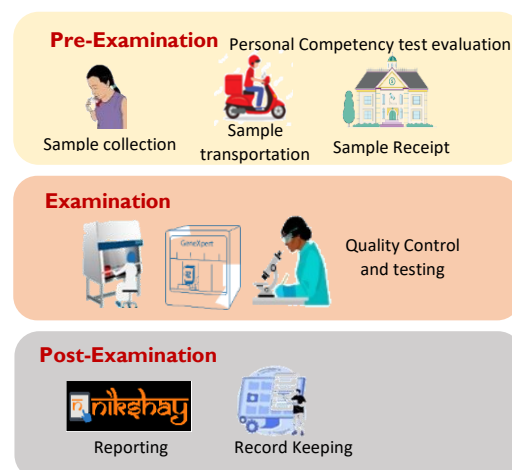 Pre-Examination
Personal Competency test evaluation
Sample collection
Sample
transportation
Sample Receipt
Examination
GeneXpert
Quality Control
and testing
Post-Examination
n nikshay
Reporting
Record Keeping